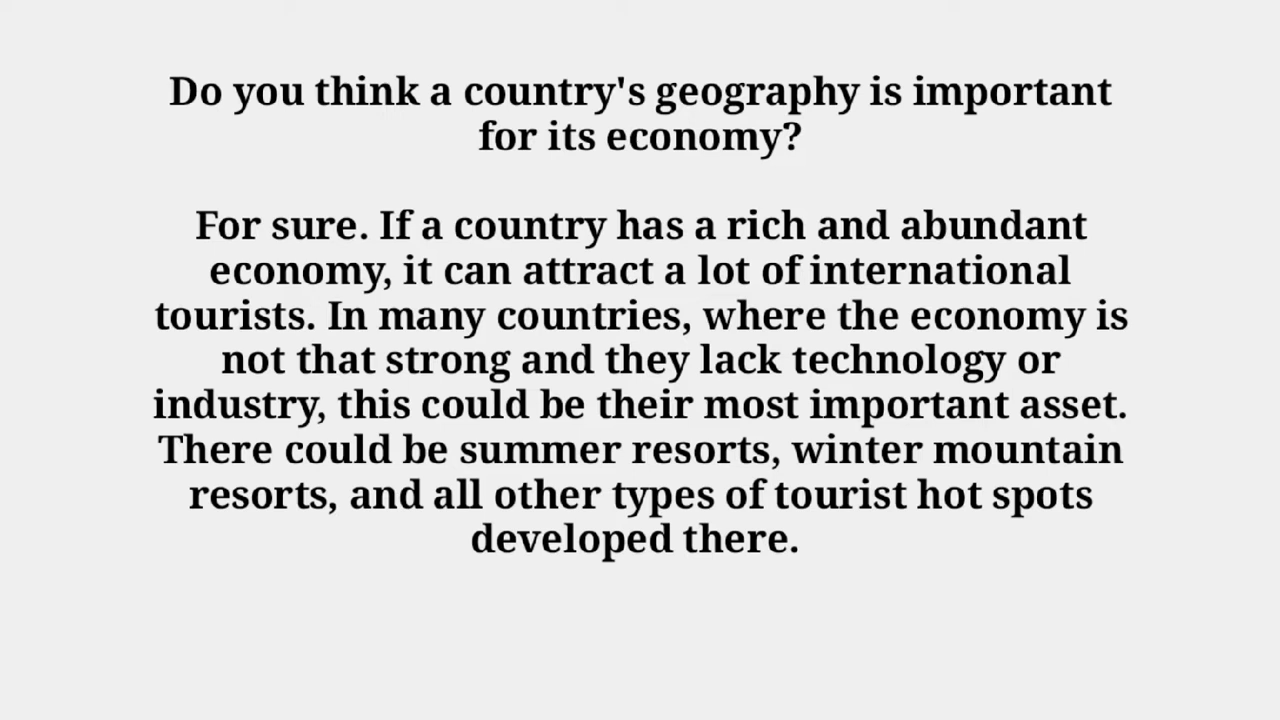 Do you think a country's geography is important
for its economy?
For sure. If a country has a rich and abundant
economy, it can attract a lot of international
tourists. In many countries, where the economy is
not that strong and they lack technology or
industry, this could be their most important asset.
There could be summer resorts, winter mountain
resorts, and all other types of tourist hot spots
developed there.